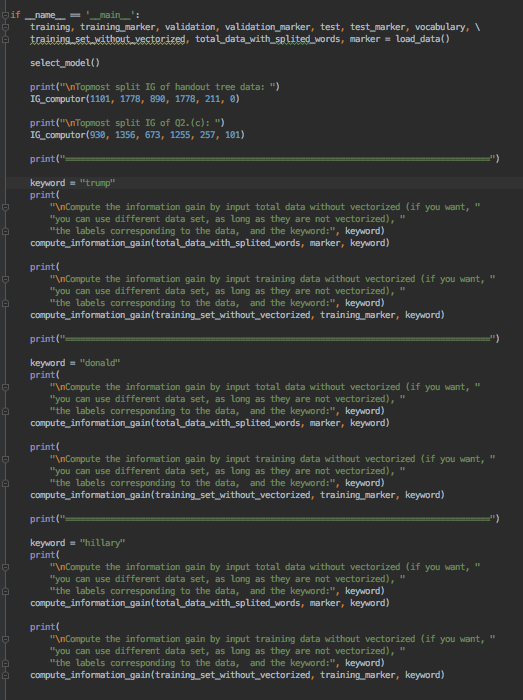 if __name__ == '__main__':
    training, training_marker, validation, validation_marker, test, test_marker, vocabulary, \
    training_set_without_vectorized, total_data_with_splited_words, marker = load_data()
    select_model()
    print("\nTopmost split IG of handout tree data: ")
    IG_computor(1101, 1778, 890, 1778, 211, 0)
    print("\nTopmost split IG of Q2.(c): ")
    IG_computor(930, 1356, 673, 1255, 257, 101)
    print("=====================================================================================")
    keyword = "trump"
    print(
        "\nCompute the information gain by input total data without vectorized (if you want, "
        "you can use different data set, as long as they are not vectorized), "
        "the labels corresponding to the data,  and the keyword:", keyword)
    compute_information_gain(total_data_with_splited_words, marker, keyword)
    print(
        "\nCompute the information gain by input training data without vectorized (if you want, "
        "you can use different data set, as long as they are not vectorized), "
        "the labels corresponding to the data,  and the keyword:", keyword)
    compute_information_gain(training_set_without_vectorized, training_marker, keyword)
    print("=====================================================================================")
    keyword = "donald"
    print(
        "\nCompute the information gain by input total data without vectorized (if you want, "
        "you can use different data set, as long as they are not vectorized), "
        "the labels corresponding to the data,  and the keyword:", keyword)
    compute_information_gain(total_data_with_splited_words, marker, keyword)
    print(
        "\nCompute the information gain by input training data without vectorized (if you want, "
        "you can use different data set, as long as they are not vectorized), "
        "the labels corresponding to the data,  and the keyword:", keyword)
    compute_information_gain(training_set_without_vectorized, training_marker, keyword)
    print("=====================================================================================")
    keyword = "hillary"
    print(
        "\nCompute the information gain by input total data without vectorized (if you want, "
        "you can use different data set, as long as they are not vectorized), "
        "the labels corresponding to the data,  and the keyword:", keyword)
    compute_information_gain(total_data_with_splited_words, marker, keyword)
    print(
        "\nCompute the information gain by input training data without vectorized (if you want, "
        "you can use different data set, as long as they are not vectorized), "
        "the labels corresponding to the data,  and the keyword:", keyword)
    compute_information_gain(training_set_without_vectorized, training_marker, keyword)